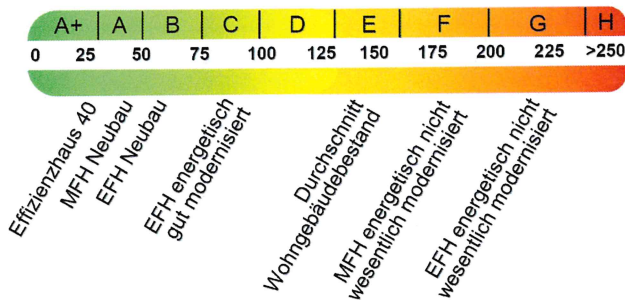 A+ A B C D E F G H
0 25 50 75 100 125 150 175 200 225 >250
Effizienzhaus 40
MFH Neubau
EFH Neubau
EFH energetisch
gut modernisiert
Durchschnitt
Wohngebäudebestand
MFH energetisch nicht
wesentlich modernisiert
EFH energetisch nicht
wesentlich modernisiert